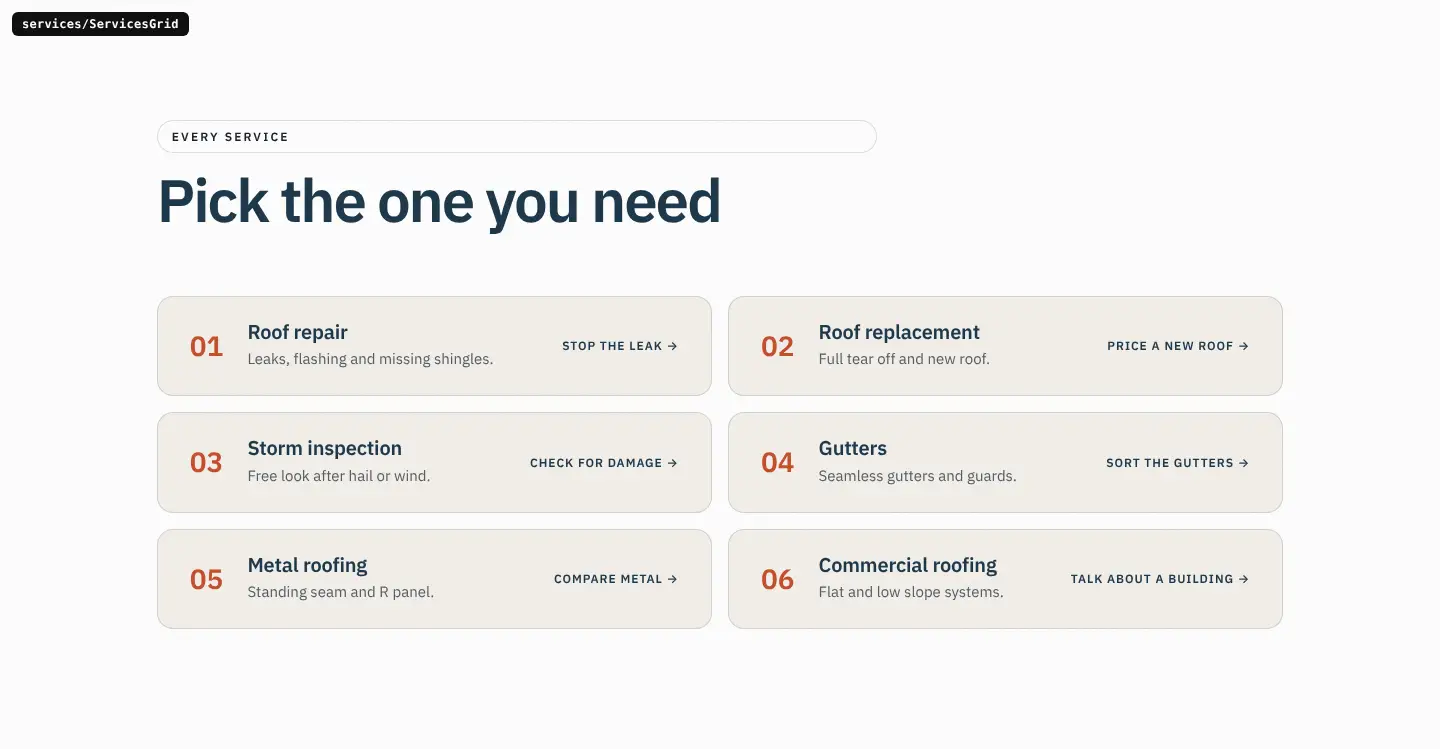 services/ServicesGrid
EVERY SERVICE
Pick the one you need
01
Roof repair
Leaks, flashing and missing shingles.
STOP THE LEAK →
02
Roof replacement
Full tear off and new roof.
PRICE A NEW ROOF →
03
Storm inspection
Free look after hail or wind.
CHECK FOR DAMAGE →
04
Gutters
Seamless gutters and guards.
SORT THE GUTTERS →
05
Metal roofing
Standing seam and R panel.
COMPARE METAL →
06
Commercial roofing
Flat and low slope systems.
TALK ABOUT A BUILDING →